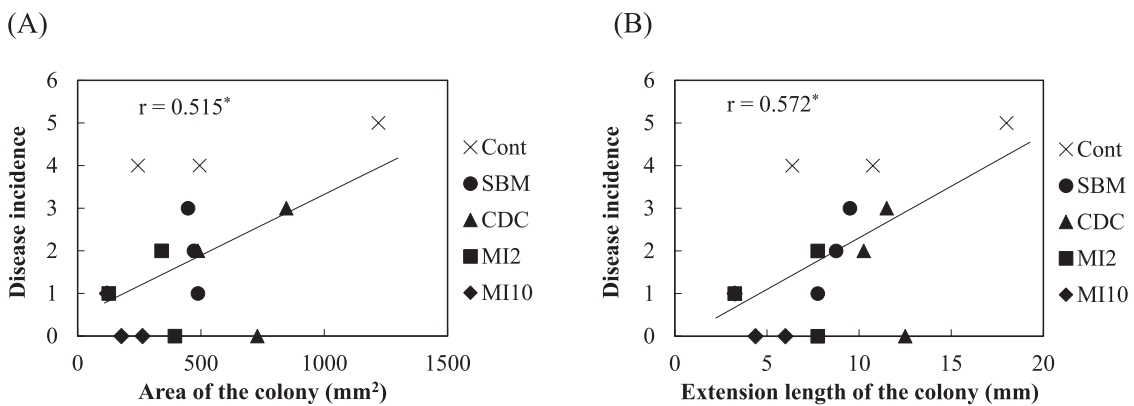 (A)
r = 0.515*
Disease incidence
6
5
4
3
2
1
0
0 500 1000 1500
Area of the colony (mm²)
Cont
SBM
CDC
MI2
MI10
(B)
r = 0.572*
Disease incidence
6
5
4
3
2
1
0
0 5 10 15 20
Extension length of the colony (mm)
Cont
SBM
CDC
MI2
MI10